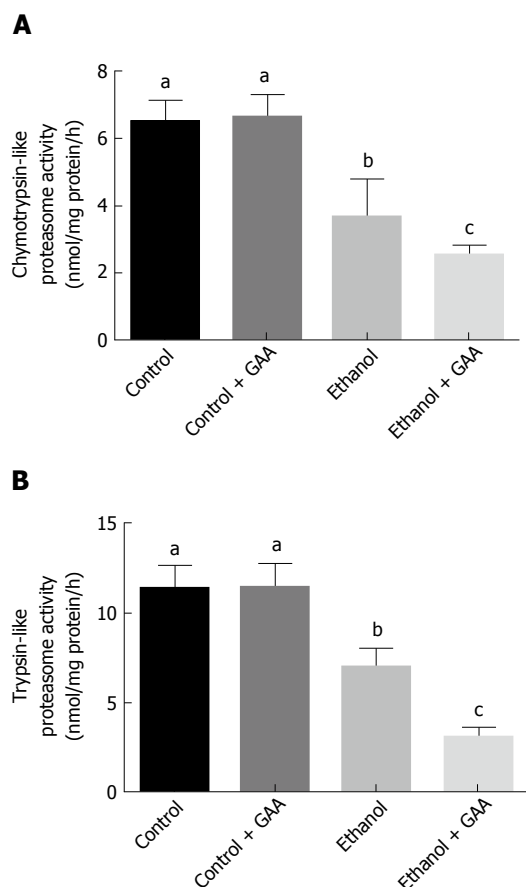 A
Chymotrypsin-like
proteasome activity
(nmol/mg protein/h)
8
6
4
2
0
a
a
b
c
Control
Control + GAA
Ethanol
Ethanol + GAA
B
Trypsin-like
proteasome activity
(nmol/mg protein/h)
15
10
5
0
a
a
b
c
Control
Control + GAA
Ethanol
Ethanol + GAA